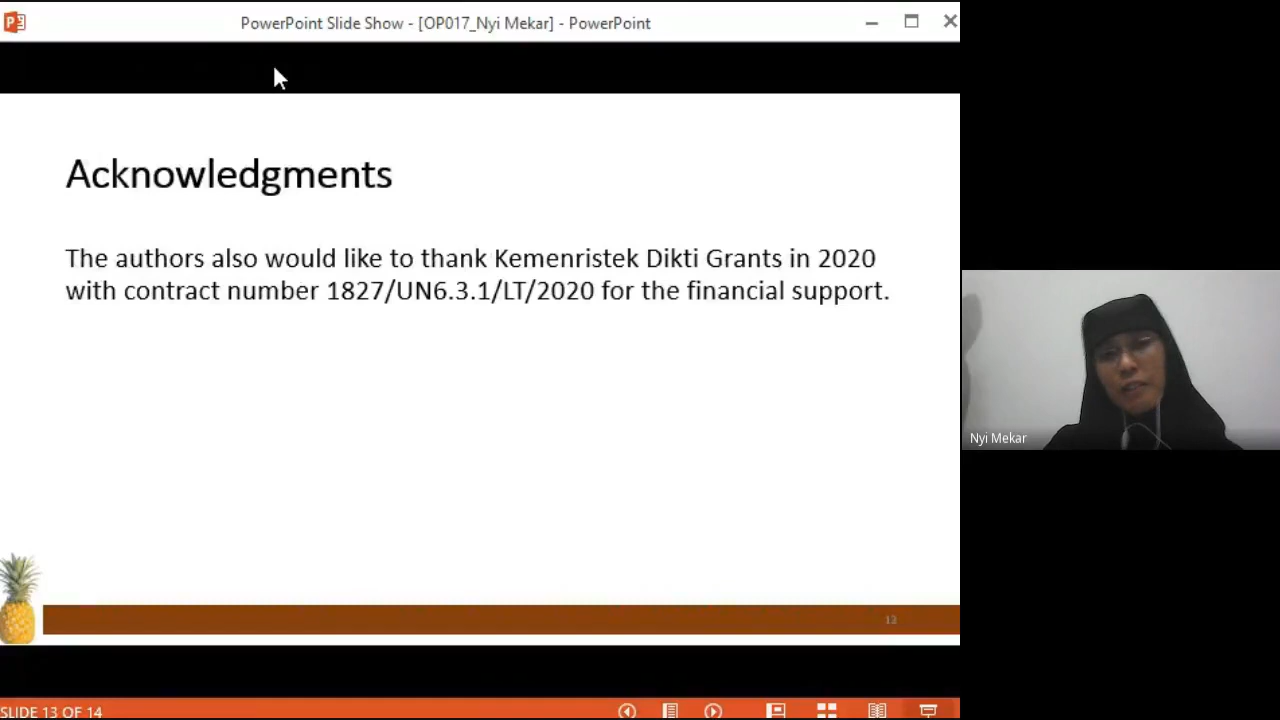 PowerPoint Slide Show - [OP017_Nyi Mekar] - PowerPoint
Acknowledgments
The authors also would like to thank Kemenristek Dikti Grants in 2020
with contract number 1827/UN6.3.1/LT/2020 for the financial support.
Nyi Mekar
SLIDE 13 OF 14